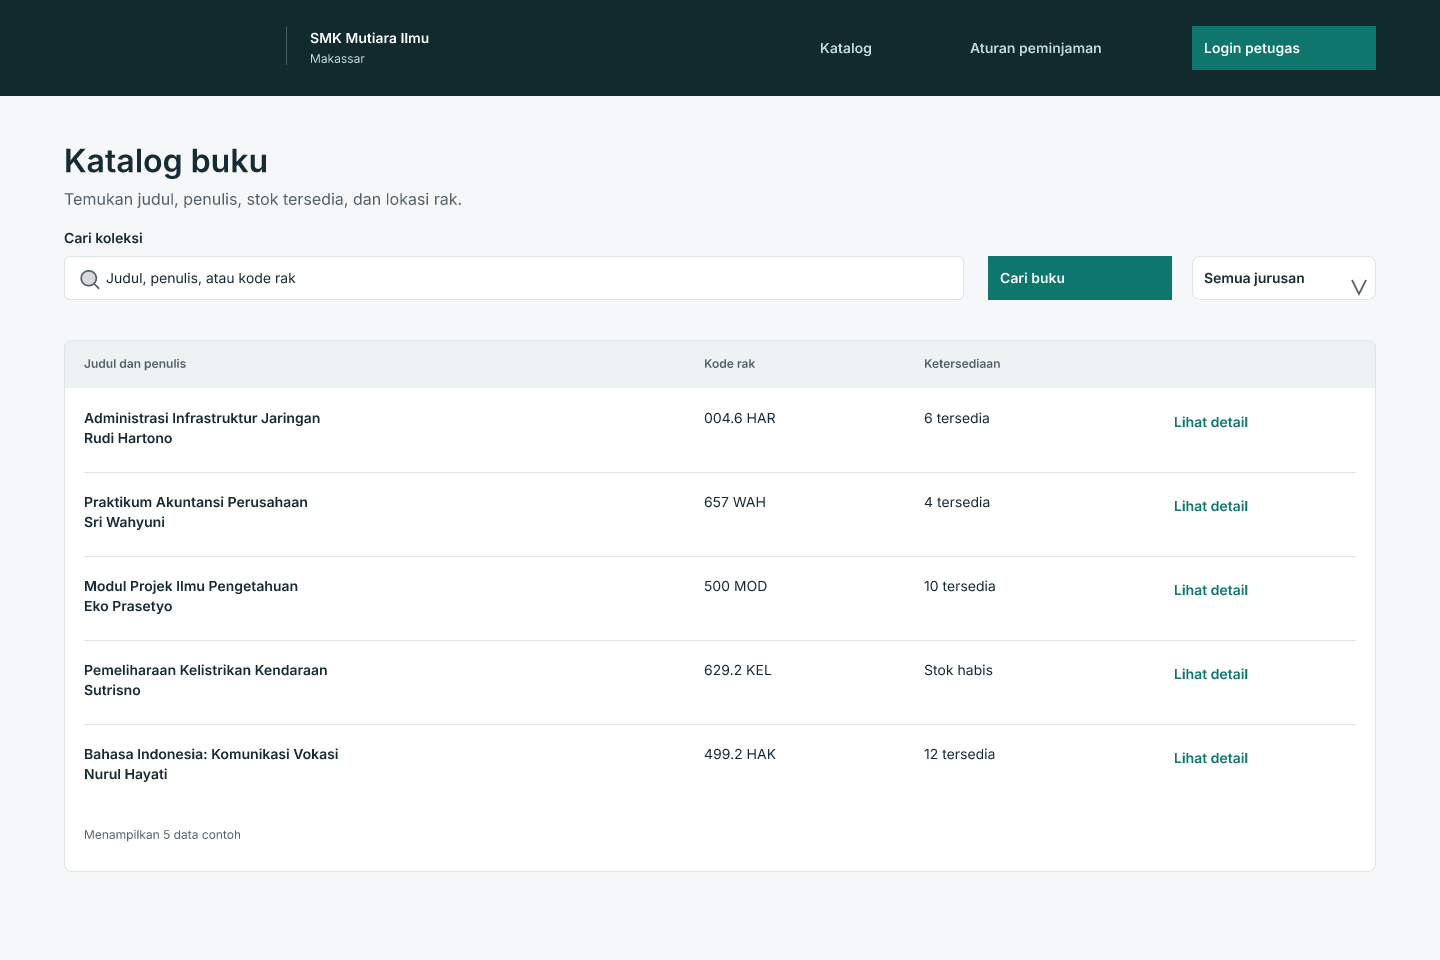 SMK Mutiara Ilmu
Makassar
Katalog
Aturan peminjaman
Login petugas
Katalog buku
Temukan judul, penulis, stok tersedia, dan lokasi rak.
Cari koleksi
Judul, penulis, atau kode rak
Cari buku
Semua jurusan
Judul dan penulis
Kode rak
Ketersediaan
Administrasi Infrastruktur Jaringan
Rudi Hartono
004.6 HAR
6 tersedia
Lihat detail
Praktikum Akuntansi Perusahaan
Sri Wahyuni
657 WAH
4 tersedia
Lihat detail
Modul Projek Ilmu Pengetahuan
Eko Prasetyo
500 MOD
10 tersedia
Lihat detail
Pemeliharaan Kelistrikan Kendaraan
Sutrisno
629.2 KEL
Stok habis
Lihat detail
Bahasa Indonesia: Komunikasi Vokasi
Nurul Hayati
499.2 HAK
12 tersedia
Lihat detail
Menampilkan 5 data contoh